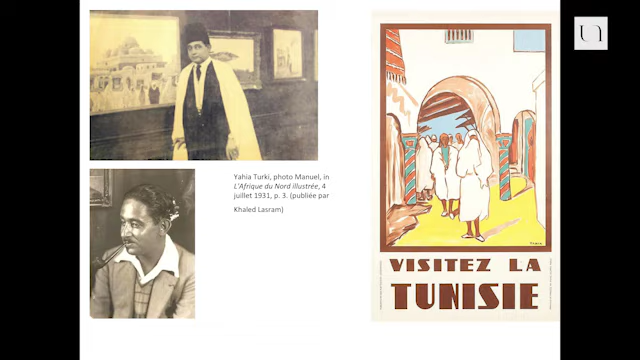 Yahia Turki, photo Manuel, in
L'Afrique du Nord illustrée, 4
juillet 1931, p. 3. (publiée par
Khaled Lasram)
VISITEZ LA
TUNISIE